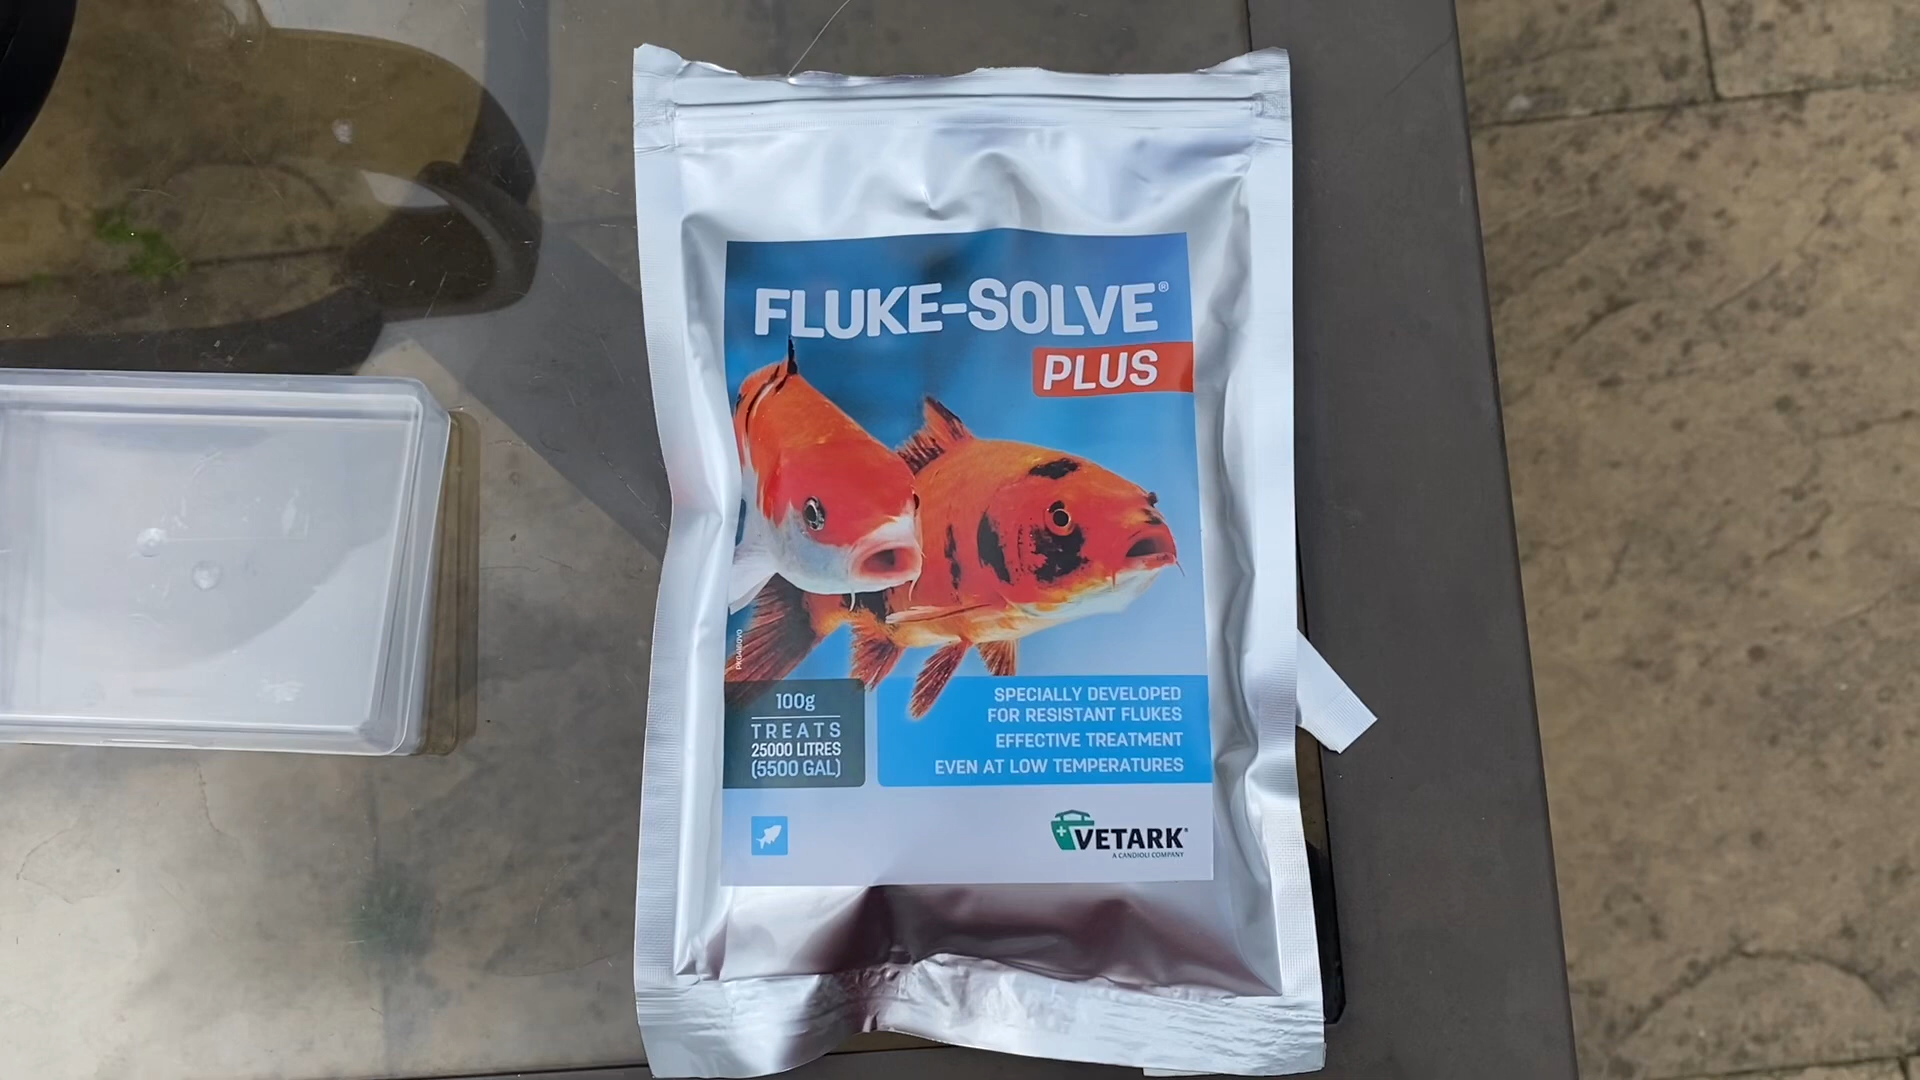 FLUKE-SOLVE®
PLUS
100g
TREATS
25000 LITRES
(5500 GAL)
SPECIALLY DEVELOPED
FOR RESISTANT FLUKES
EFFECTIVE TREATMENT
EVEN AT LOW TEMPERATURES
VETARK®
A CANDIOLI COMPANY